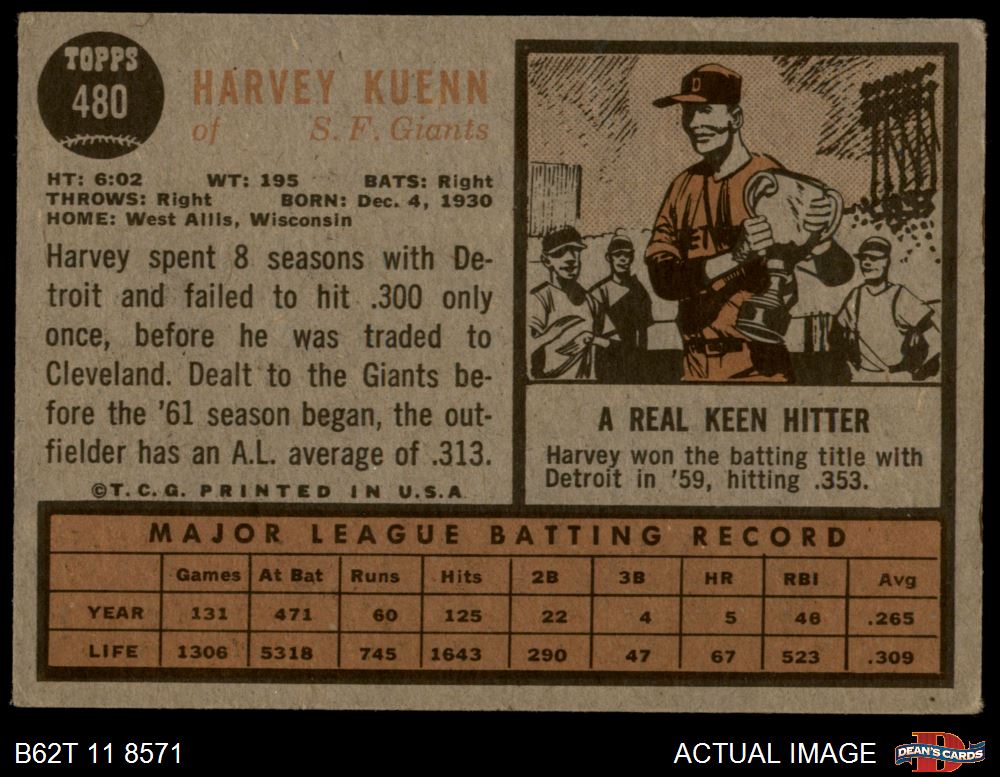 TOPPS
480
HARVEY KUENN
of S. F. Giants
HT: 6:02 WT: 195 BATS: Right
THROWS: Right BORN: Dec. 4, 1930
HOME: West Allis, Wisconsin
Harvey spent 8 seasons with De-
troit and failed to hit .300 only
once, before he was traded to
Cleveland. Dealt to the Giants be-
fore the '61 season began, the out-
fielder has an A.L. average of .313.
©T.C.G. PRINTED IN U.S.A.
D
DET
A REAL KEEN HITTER
Harvey won the batting title with
Detroit in '59, hitting .353.
MAJOR LEAGUE BATTING RECORD
Games At Bat Runs Hits 2B 3B HR RBI Avg
YEAR 131 471 60 125 22 4 5 46 .265
LIFE 1306 5318 745 1643 290 47 67 523 .309
B62T 11 8571
ACTUAL IMAGE
D
DEAN'S CARDS